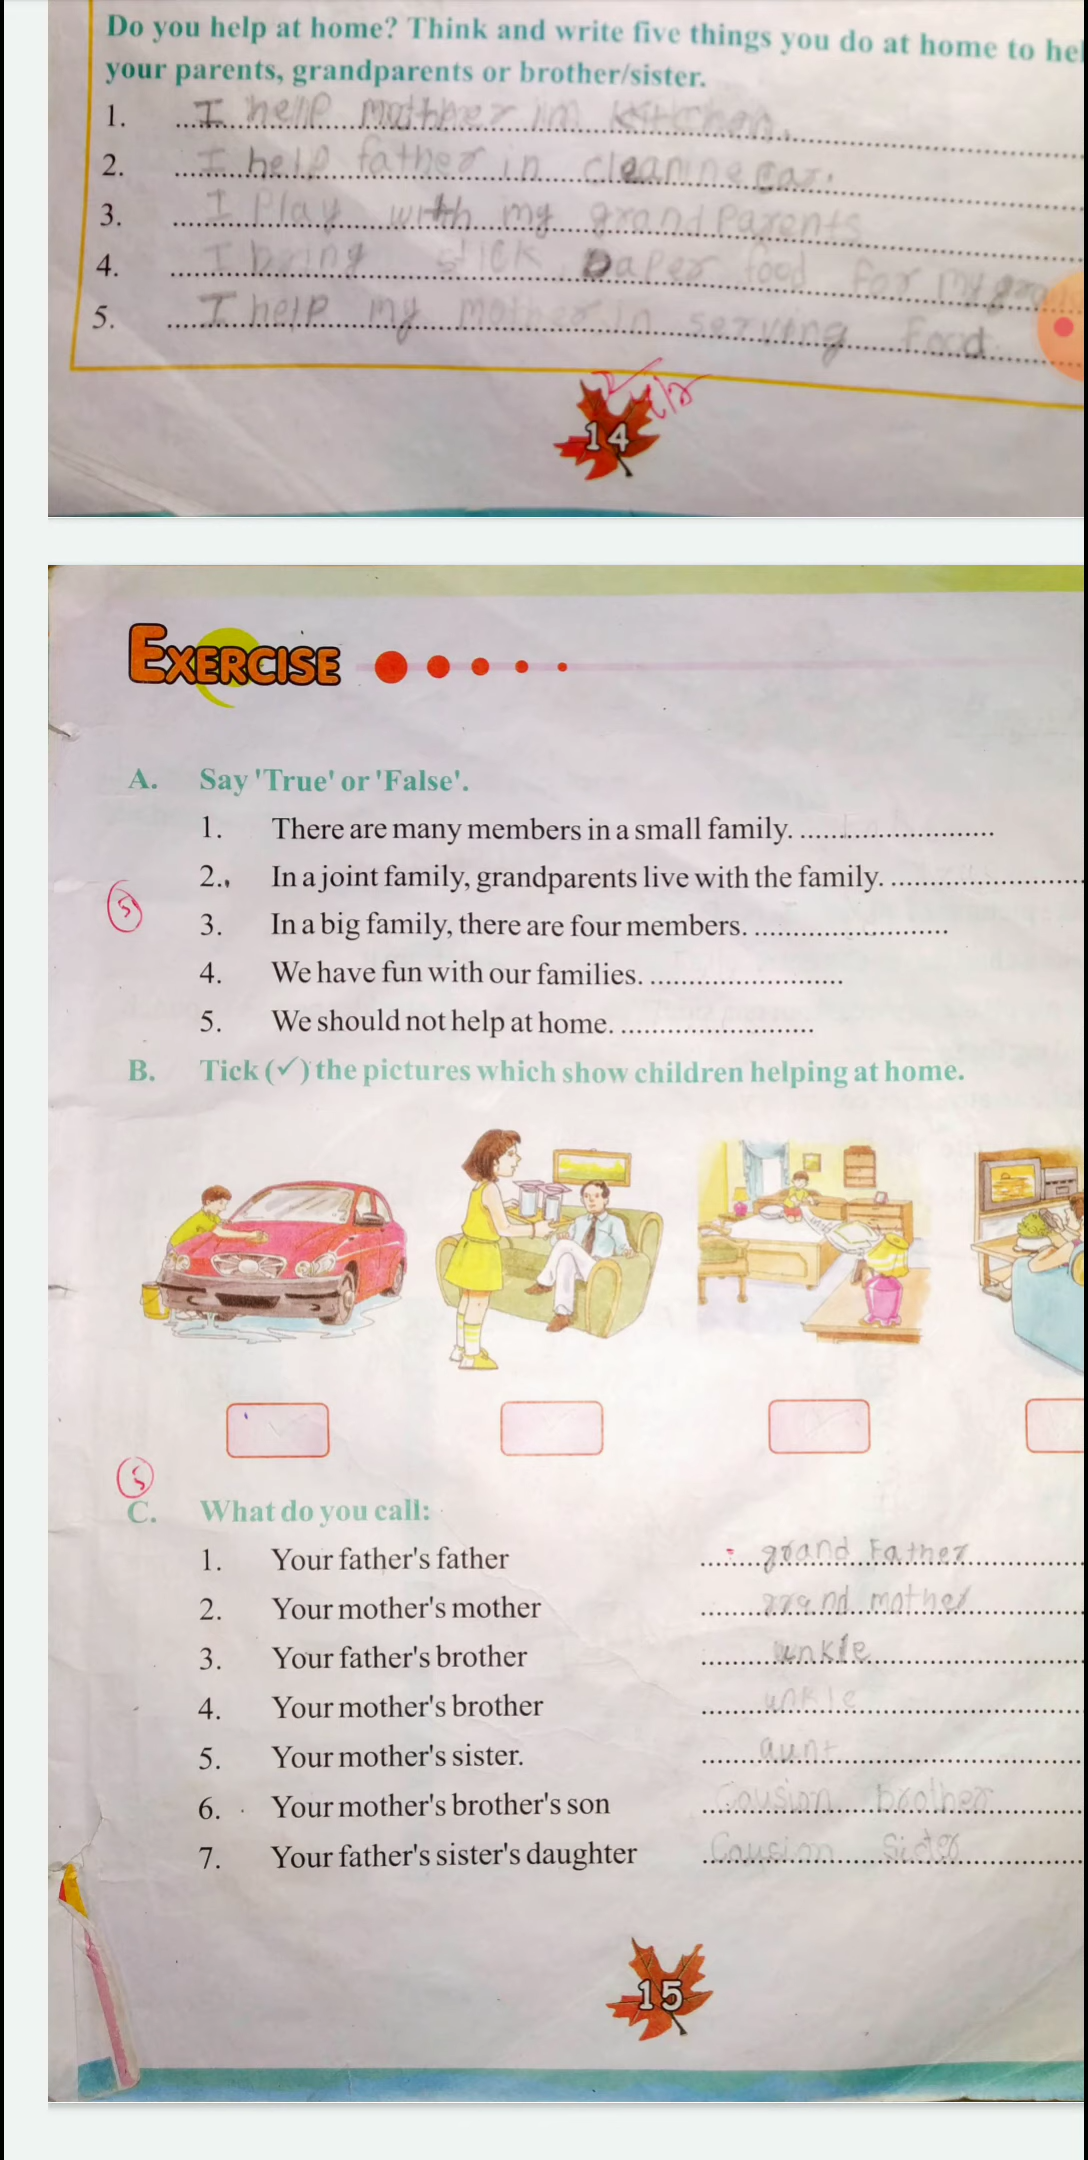 Do you help at home? Think and write five things you do at home to hel
your parents, grandparents or brother/sister.
1. I help mother in kitchen.
2. I help father in cleanine car.
3. I Play with my grand Parents
4. I bring food for my
5. I help my mother in serving food.
14
EXERCISE
A. Say 'True' or 'False'.
1. There are many members in a small family.
2. In a joint family, grandparents live with the family.
3. In a big family, there are four members.
4. We have fun with our families.
5
5. We should not help at home.
B. Tick (✓) the pictures which show children helping at home.
5
C. What do you call:
1. Your father's father grand Father
2. Your mother's mother grand mother
3. Your father's brother unkle
4. Your mother's brother unkle
5. Your mother's sister. aunt
6. Your mother's brother's son Cousion brother
7. Your father's sister's daughter Cousion
15